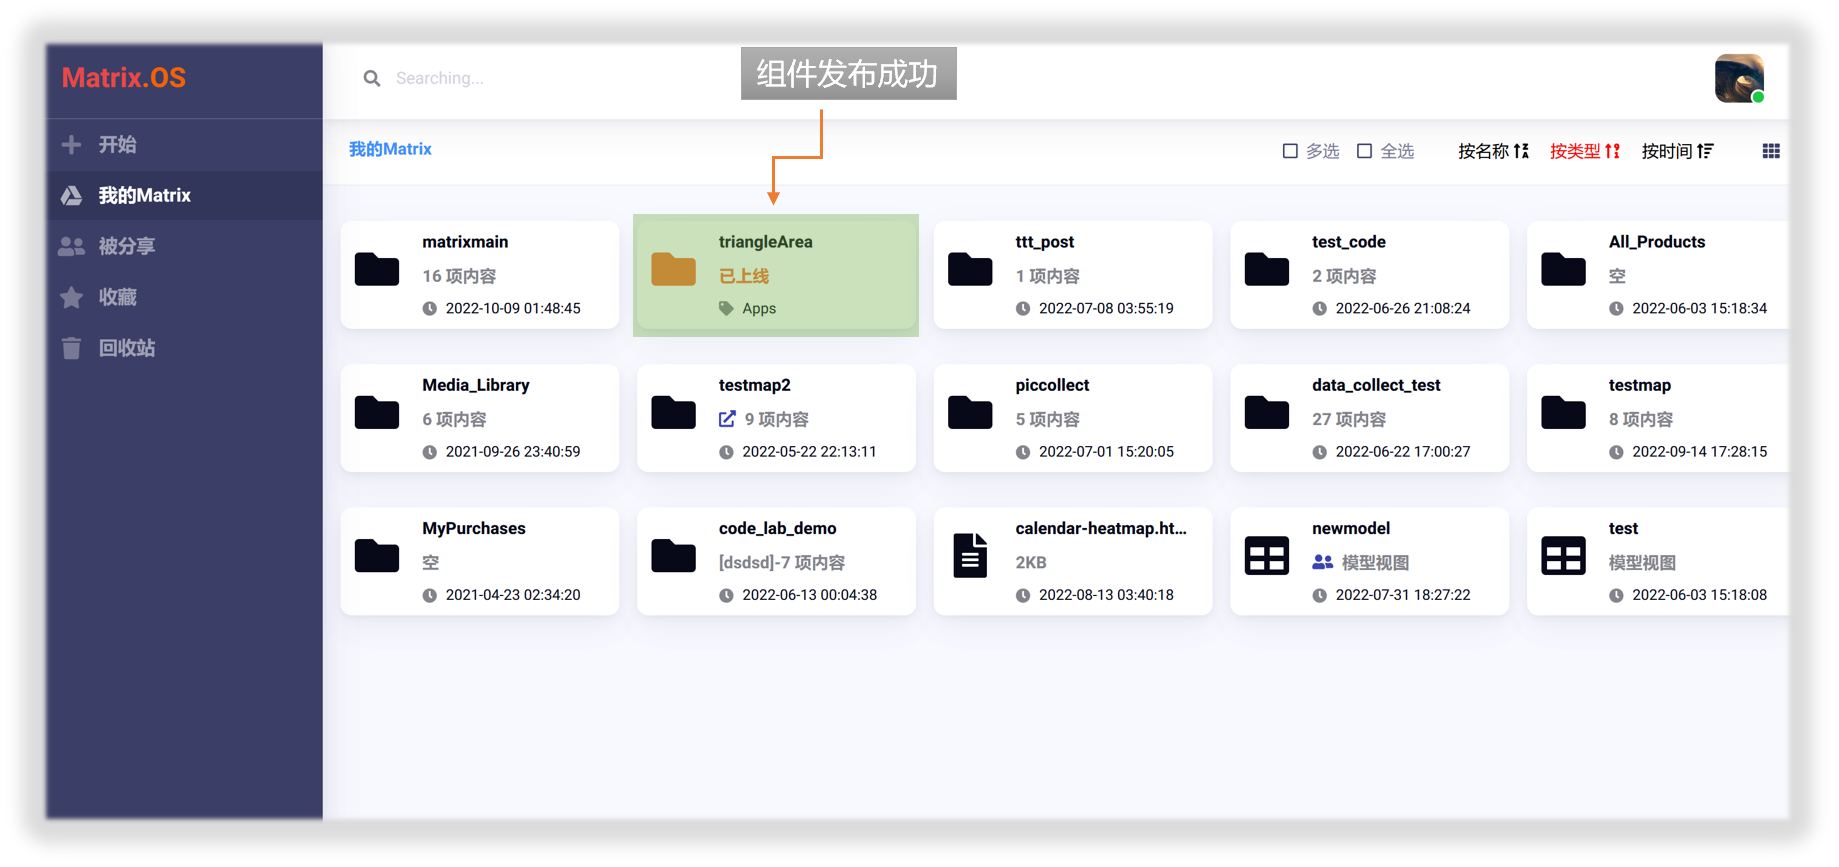 Matrix.OS
Searching...
组件发布成功
开始
我的Matrix
被分享
收藏
回收站
我的Matrix
多选 全选 按名称 按类型 按时间
matrixmain
16 项内容
2022-10-09 01:48:45
triangleArea
已上线
Apps
ttt_post
1 项内容
2022-07-08 03:55:19
test_code
2 项内容
2022-06-26 21:08:24
All_Products
空
2022-06-03 15:18:34
Media_Library
6 项内容
2021-09-26 23:40:59
testmap2
9 项内容
2022-05-22 22:13:11
piccollect
5 项内容
2022-07-01 15:20:05
data_collect_test
27 项内容
2022-06-22 17:00:27
testmap
8 项内容
2022-09-14 17:28:15
MyPurchases
空
2021-04-23 02:34:20
code_lab_demo
[dsdsd]-7 项内容
2022-06-13 00:04:38
calendar-heatmap.ht...
2KB
2022-08-13 03:40:18
newmodel
模型视图
2022-07-31 18:27:22
test
模型视图
2022-06-03 15:18:08